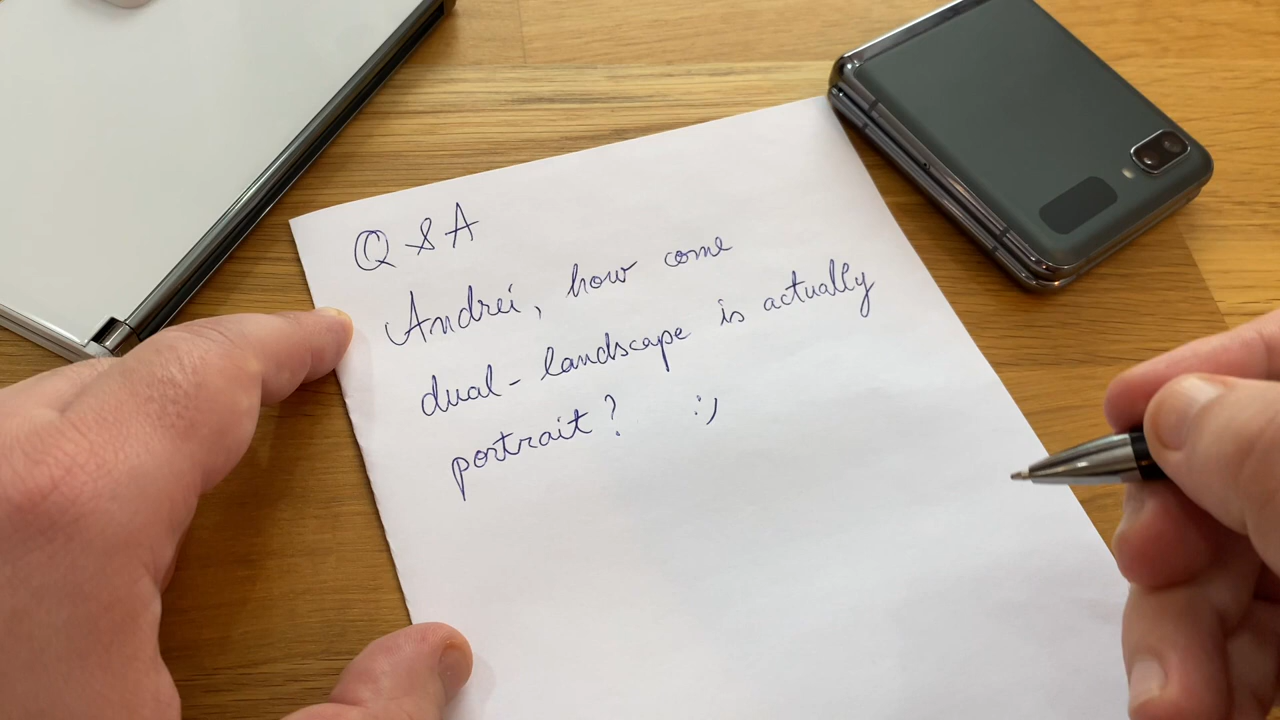 Q & A
Andrei, how come
dual-landscape is actually
portrait? :,)